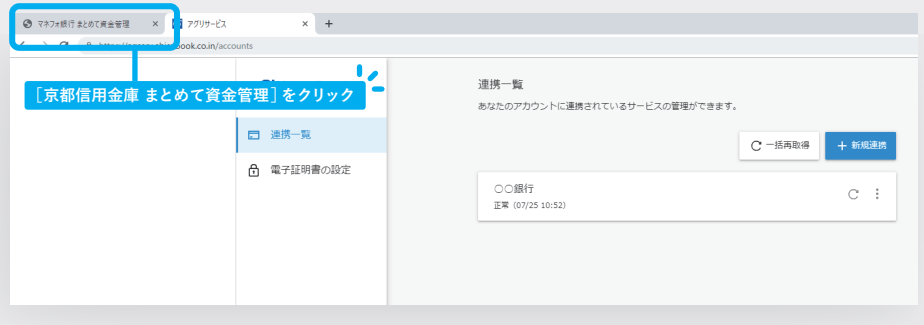 マネフォ銀行 まとめて資金管理 ×
アグリサービス × +
ook.co.in/accounts
[京都信用金庫 まとめて資金管理]をクリック
連携一覧
電子証明書の設定
連携一覧
あなたのアカウントに連携されているサービスの管理ができます。
一括再取得
+ 新規連携
〇〇銀行
正常 (07/25 10:52)